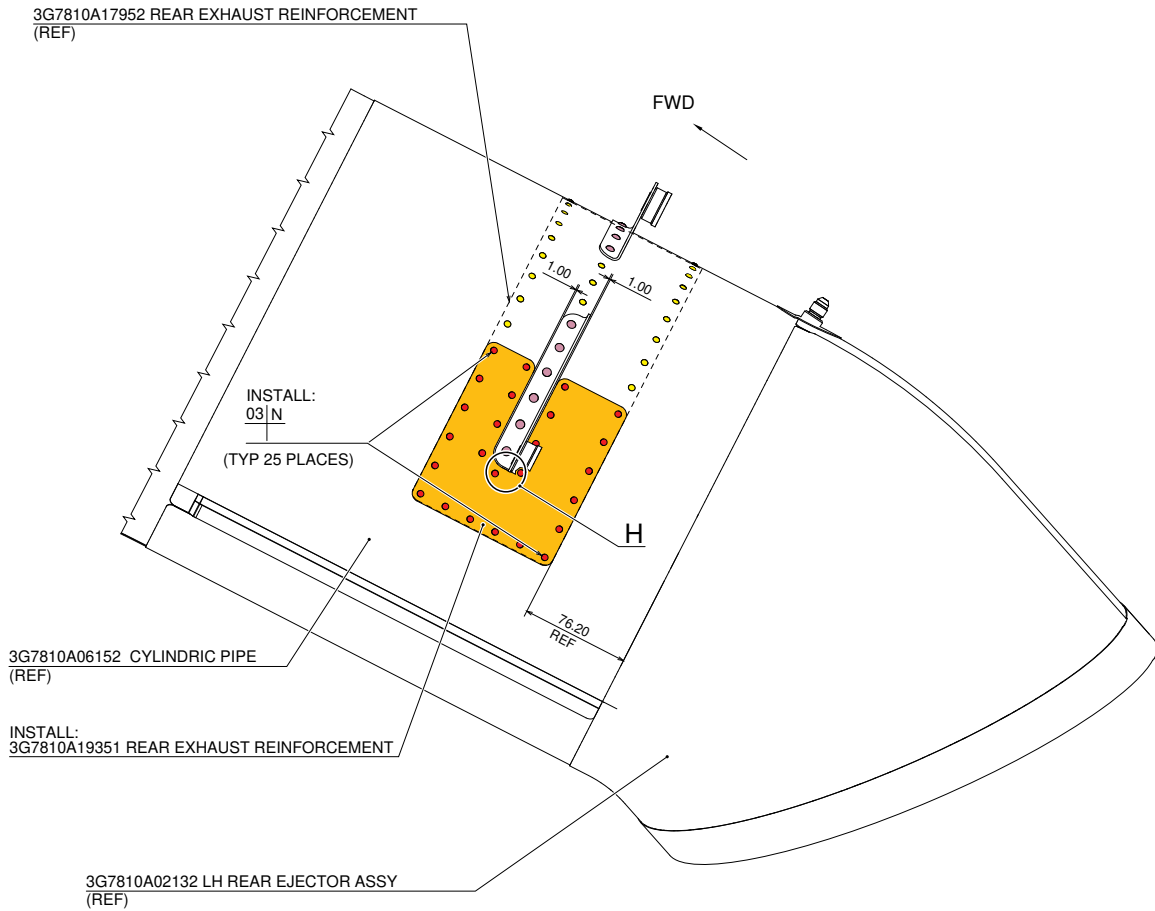 3G7810A17952 REAR EXHAUST REINFORCEMENT
(REF)
FWD
1.00
1.00
INSTALL:
03|N
(TYP 25 PLACES)
H
76.20
REF
3G7810A06152 CYLINDRIC PIPE
(REF)
INSTALL:
3G7810A19351 REAR EXHAUST REINFORCEMENT
3G7810A02132 LH REAR EJECTOR ASSY
(REF)